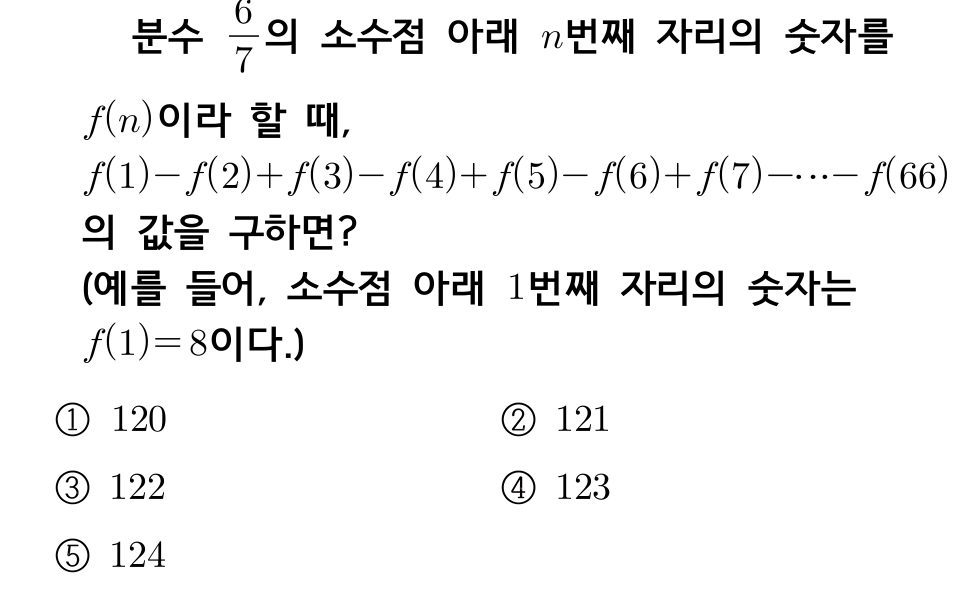 분수 6/7의 소수점 아래 n번째 자리의 숫자를
f(n)이라 할 때,
f(1)−f(2)+f(3)−f(4)+f(5)−f(6)+f(7)−⋯−f(66)
의 값을 구하면?
(예를 들어, 소수점 아래 1번째 자리의 숫자는
f(1)=8이다.)
① 120 ② 121
③ 122 ④ 123
⑤ 124